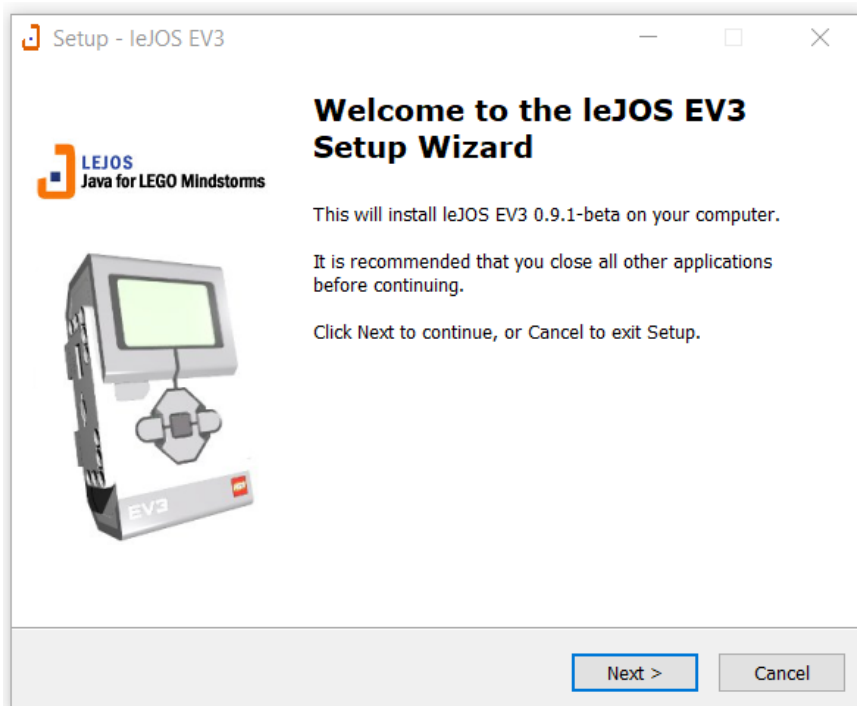 Setup - leJOS EV3
Welcome to the leJOS EV3
Setup Wizard
LEJOS
Java for LEGO Mindstorms
This will install leJOS EV3 0.9.1-beta on your computer.
It is recommended that you close all other applications
before continuing.
Click Next to continue, or Cancel to exit Setup.
EV3
LEGO
Next >
Cancel